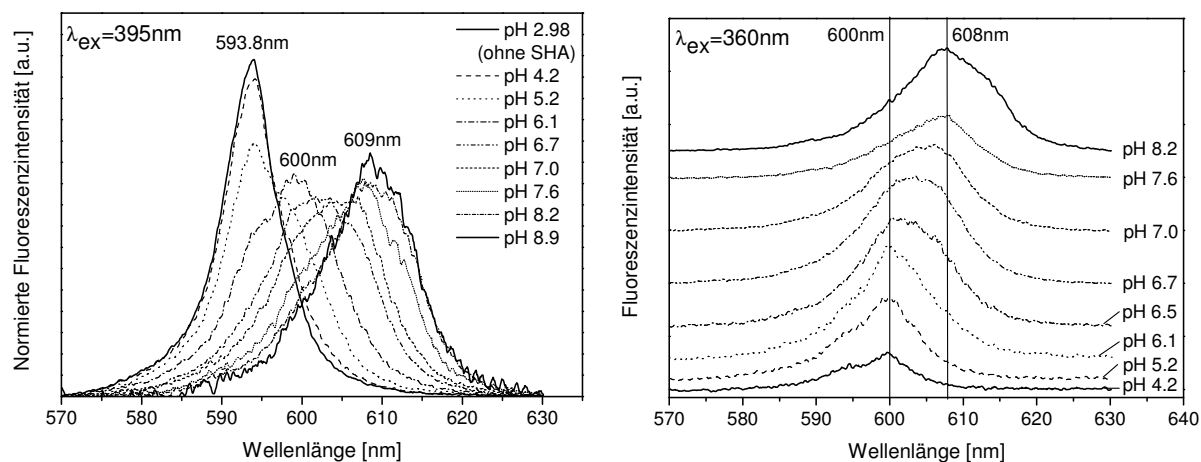 λex=395nm
593.8nm
600nm
609nm
pH 2.98
(ohne SHA)
pH 4.2
pH 5.2
pH 6.1
pH 6.7
pH 7.0
pH 7.6
pH 8.2
pH 8.9
Normierte Fluoreszenzintensität [a.u.]
570 580 590 600 610 620 630
Wellenlänge [nm]
λex=360nm
600nm
608nm
pH 8.2
pH 7.6
pH 7.0
pH 6.7
pH 6.5
pH 6.1
pH 5.2
pH 4.2
Fluoreszenzintensität [a.u.]
570 580 590 600 610 620 630 640
Wellenlänge [nm]